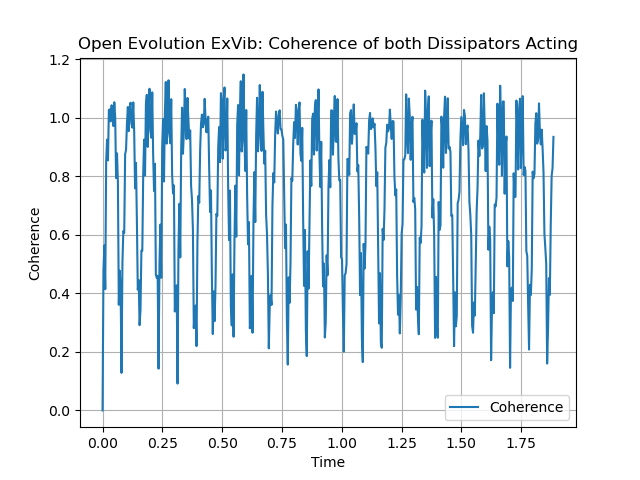 Open Evolution ExVib: Coherence of both Dissipators Acting
1.2
1.0
0.8
0.6
0.4
0.2
0.0
Coherence
Coherence
0.00 0.25 0.50 0.75 1.00 1.25 1.50 1.75
Time